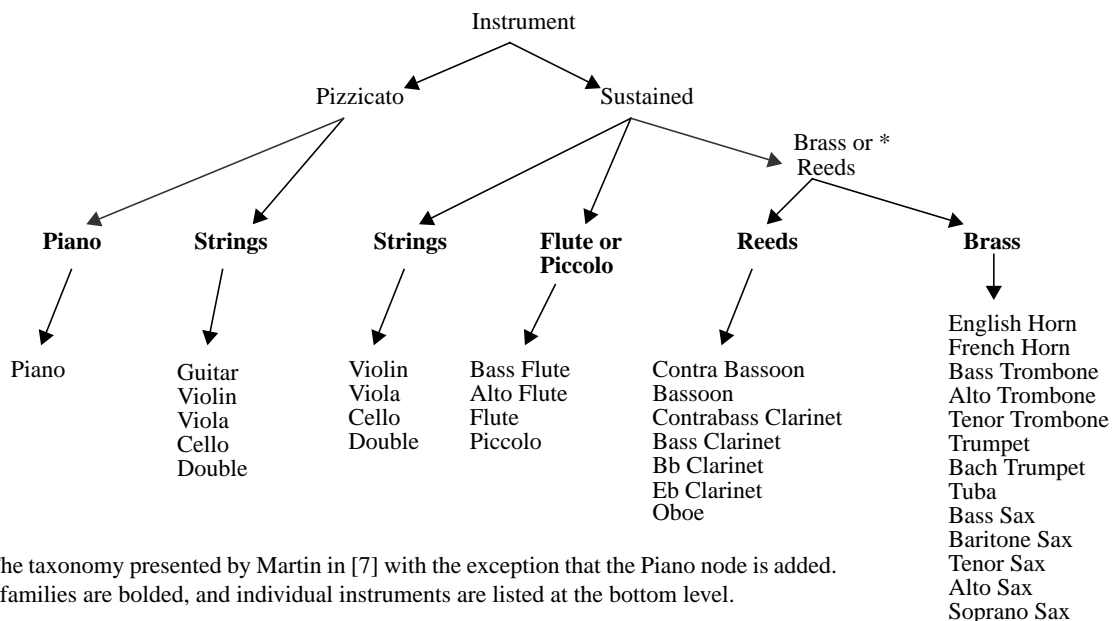 Instrument
Pizzicato
Sustained
Brass or *
Reeds
Piano
Strings
Strings
Flute or
Piccolo
Reeds
Brass
Piano
Guitar
Violin
Viola
Cello
Double
Violin
Viola
Cello
Double
Bass Flute
Alto Flute
Flute
Piccolo
Contra Bassoon
Bassoon
Contrabass Clarinet
Bass Clarinet
Bb Clarinet
Eb Clarinet
Oboe
English Horn
French Horn
Bass Trombone
Alto Trombone
Tenor Trombone
Trumpet
Bach Trumpet
Tuba
Bass Sax
Baritone Sax
Tenor Sax
Alto Sax
Soprano Sax
he taxonomy presented by Martin in [7] with the exception that the Piano node is added.
families are bolded, and individual instruments are listed at the bottom level.